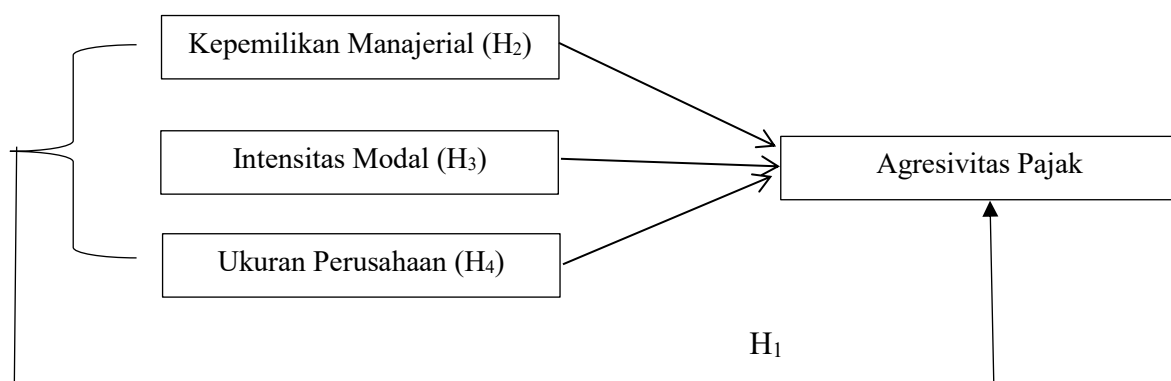 Kepemilikan Manajerial (H₂)
Intensitas Modal (H₃)
Agresivitas Pajak
Ukuran Perusahaan (H₄)
H₁